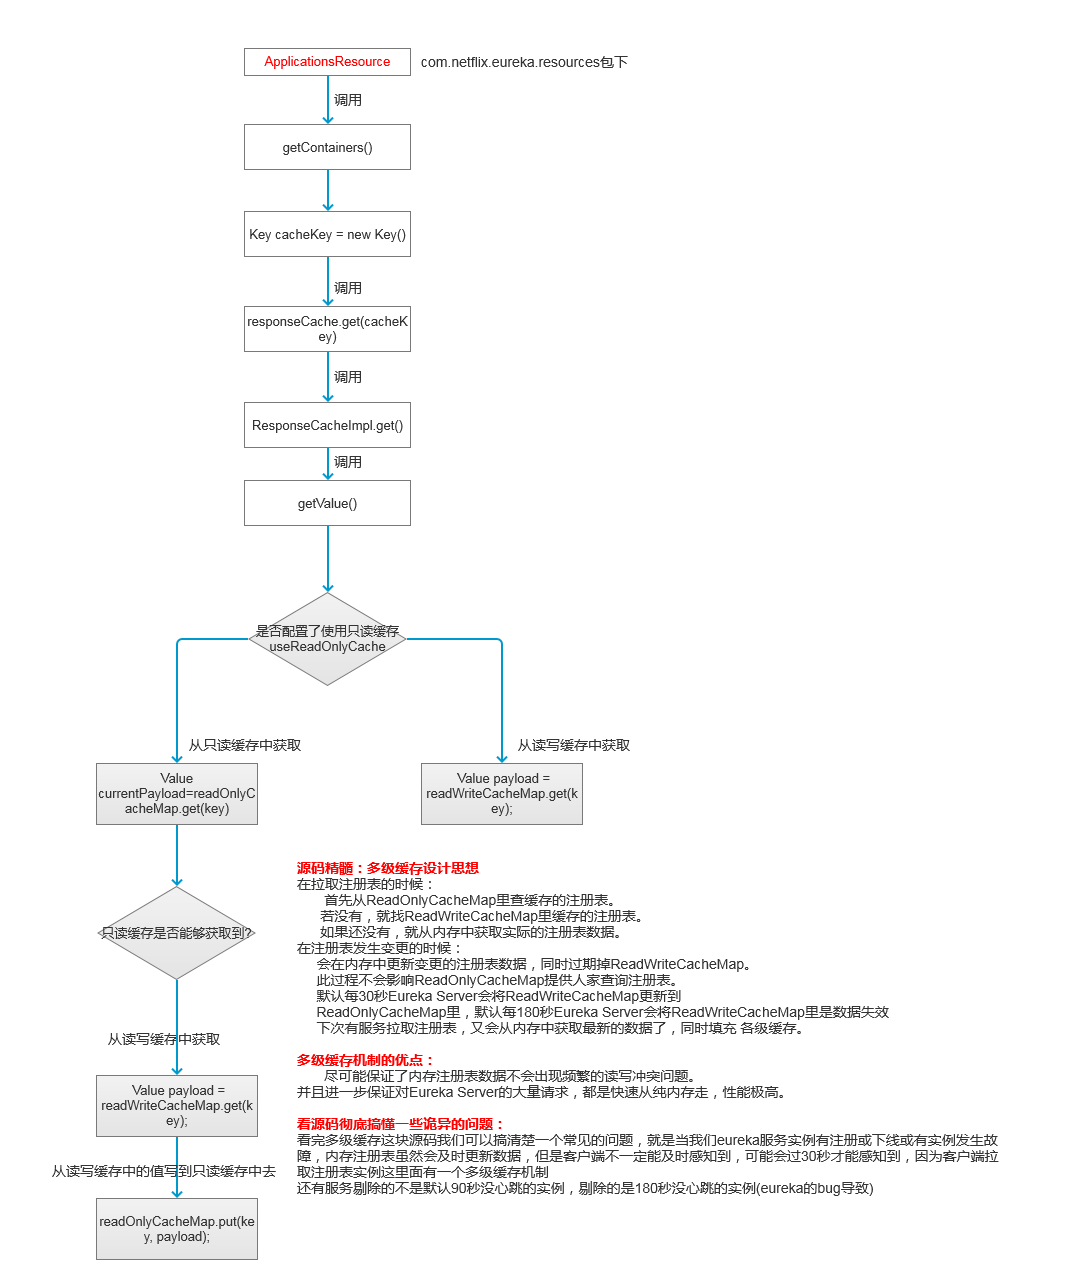 ApplicationsResource
com.netflix.eureka.resources包下
调用
getContainers()
Key cacheKey = new Key()
调用
responseCache.get(cacheK
ey)
调用
ResponseCacheImpl.get()
调用
getValue()
是否配置了使用只读缓存
useReadOnlyCache
从只读缓存中获取
从读写缓存中获取
Value
currentPayload=readOnlyC
acheMap.get(key)
Value payload =
readWriteCacheMap.get(k
ey);
只读缓存是否能够获取到?
从读写缓存中获取
Value payload =
readWriteCacheMap.get(k
ey);
从读写缓存中的值写到只读缓存中去
readOnlyCacheMap.put(ke
y, payload);
源码精髓：多级缓存设计思想
在拉取注册表的时候：
首先从ReadOnlyCacheMap里查缓存的注册表。
若没有，就找ReadWriteCacheMap里缓存的注册表。
如果还没有，就从内存中获取实际的注册表数据。
在注册表发生变更的时候：
会在内存中更新变更的注册表数据，同时过期掉ReadWriteCacheMap。
此过程不会影响ReadOnlyCacheMap提供人家查询注册表。
默认每30秒Eureka Server会将ReadWriteCacheMap更新到
ReadOnlyCacheMap里，默认每180秒Eureka Server会将ReadWriteCacheMap里是数据失效
下次有服务拉取注册表，又会从内存中获取最新的数据了，同时填充 各级缓存。
多级缓存机制的优点：
尽可能保证了内存注册表数据不会出现频繁的读写冲突问题。
并且进一步保证对Eureka Server的大量请求，都是快速从纯内存走，性能极高。
看源码彻底搞懂一些诡异的问题：
看完多级缓存这块源码我们可以搞清楚一个常见的问题，就是当我们eureka服务实例有注册或下线或有实例发生故
障，内存注册表虽然会及时更新数据，但是客户端不一定能及时感知到，可能会过30秒才能感知到，因为客户端拉
取注册表实例这里面有一个多级缓存机制
还有服务剔除的不是默认90秒没心跳的实例，剔除的是180秒没心跳的实例(eureka的bug导致)